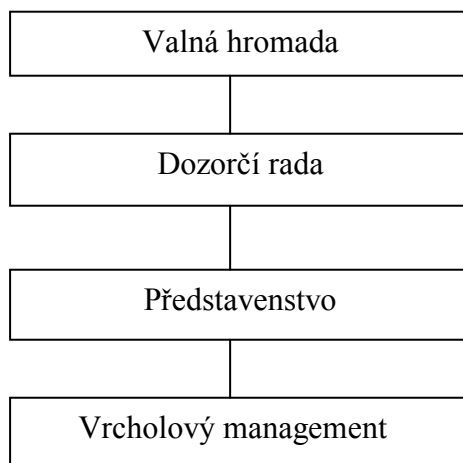 Valná hromada
Dozorčí rada
Představenstvo
Vrcholový management